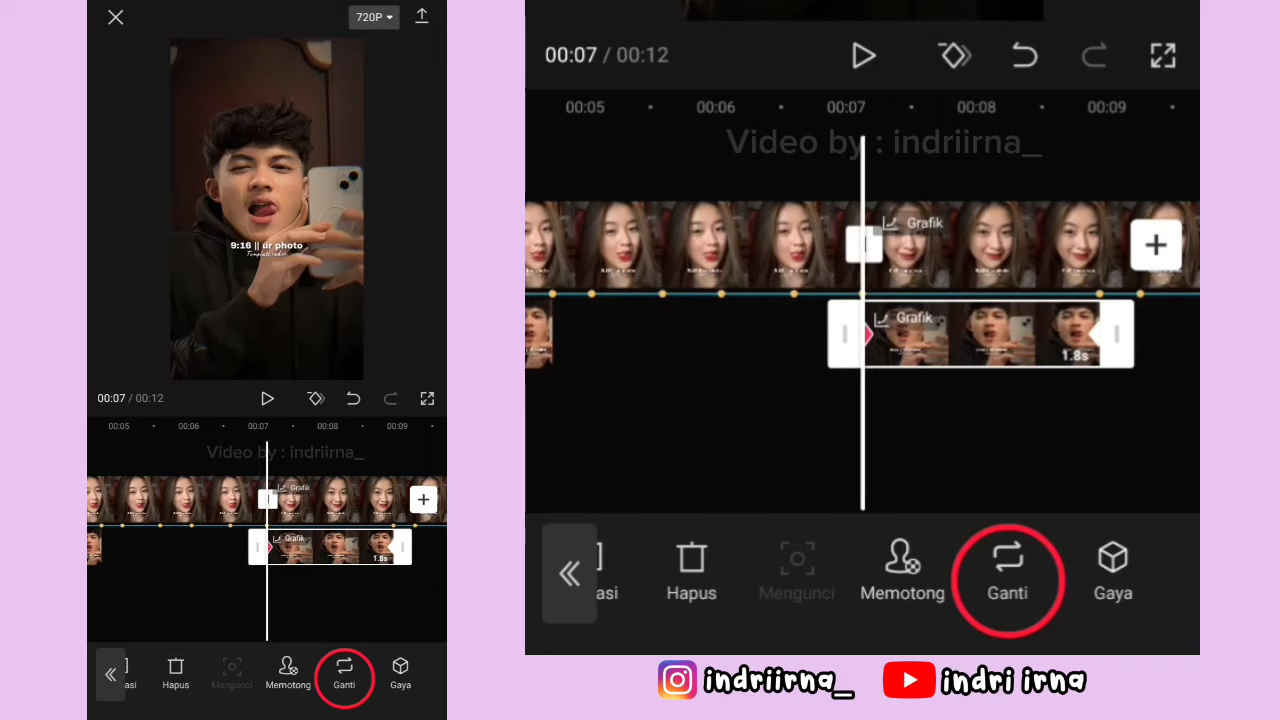 720P
9:16 || ur photo
00:07 / 00:12
00:05 00:06 00:07 00:08 00:09
Video by : indriirna_
Grafik
Grafik
1.8s
asi Hapus Mengunci Memotong Ganti Gaya
00:07 / 00:12
00:05 00:06 00:07 00:08 00:09
Video by : indriirna_
Grafik
Grafik
1.8s
asi Hapus Mengunci Memotong Ganti Gaya
indriirna_ indri irna